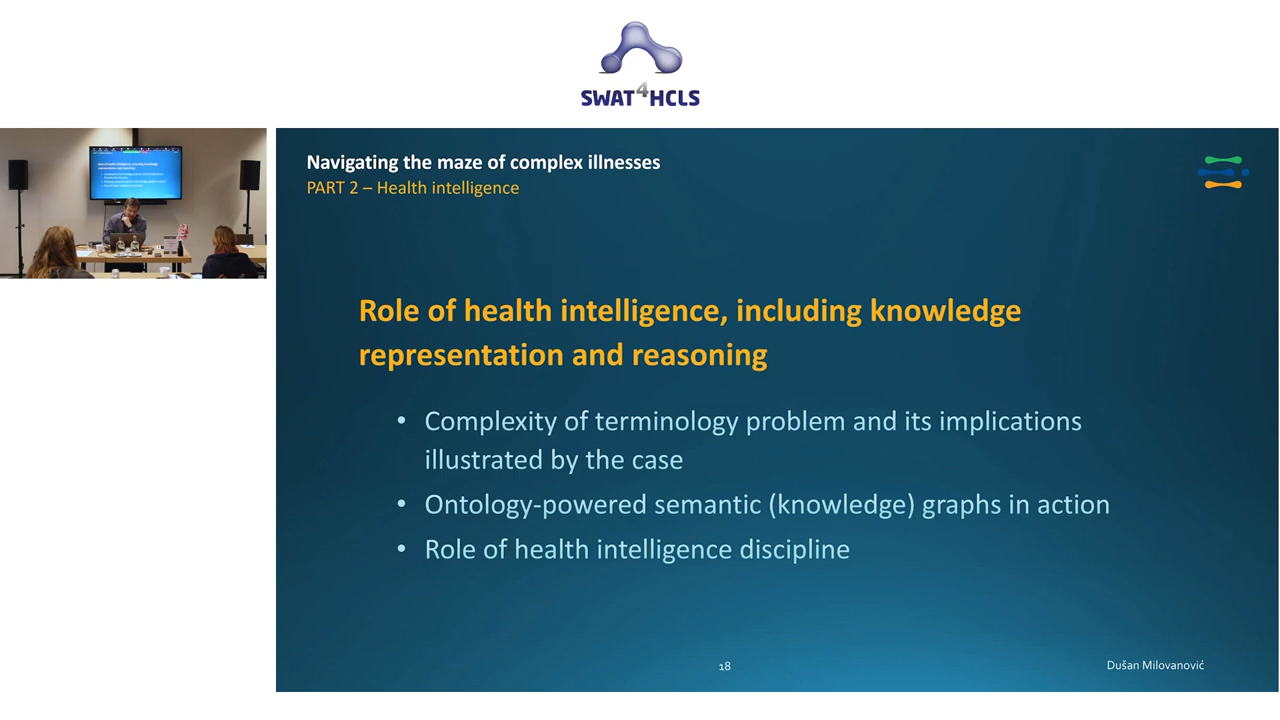 SWAT4HCLS
Navigating the maze of complex illnesses
PART 2 – Health intelligence
Role of health intelligence, including knowledge
representation and reasoning
• Complexity of terminology problem and its implications
illustrated by the case
• Ontology-powered semantic (knowledge) graphs in action
• Role of health intelligence discipline
18
Dušan Milovanović